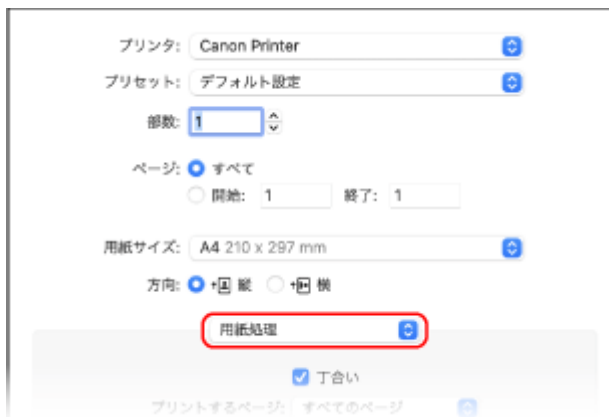 プリンタ: Canon Printer
プリセット: デフォルト設定
部数: 1
ページ: すべて
開始: 1 終了: 1
用紙サイズ: A4 210 x 297 mm
方向: 縦 横
用紙処理
丁合い
プリントするページ: すべてのページ